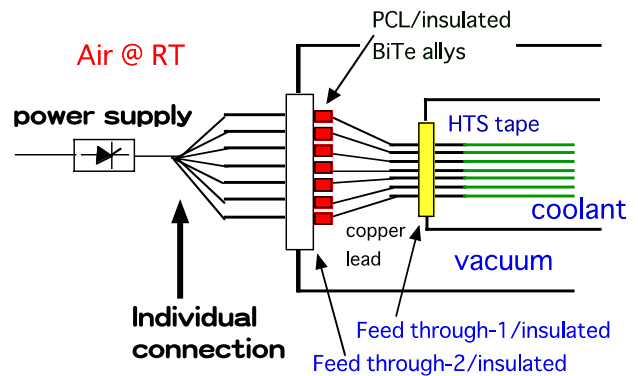 PCL/insulated
BiTe allys
Air @ RT
power supply
HTS tape
coolant
copper
lead
vacuum
Individual
connection
Feed through-1/insulated
Feed through-2/insulated